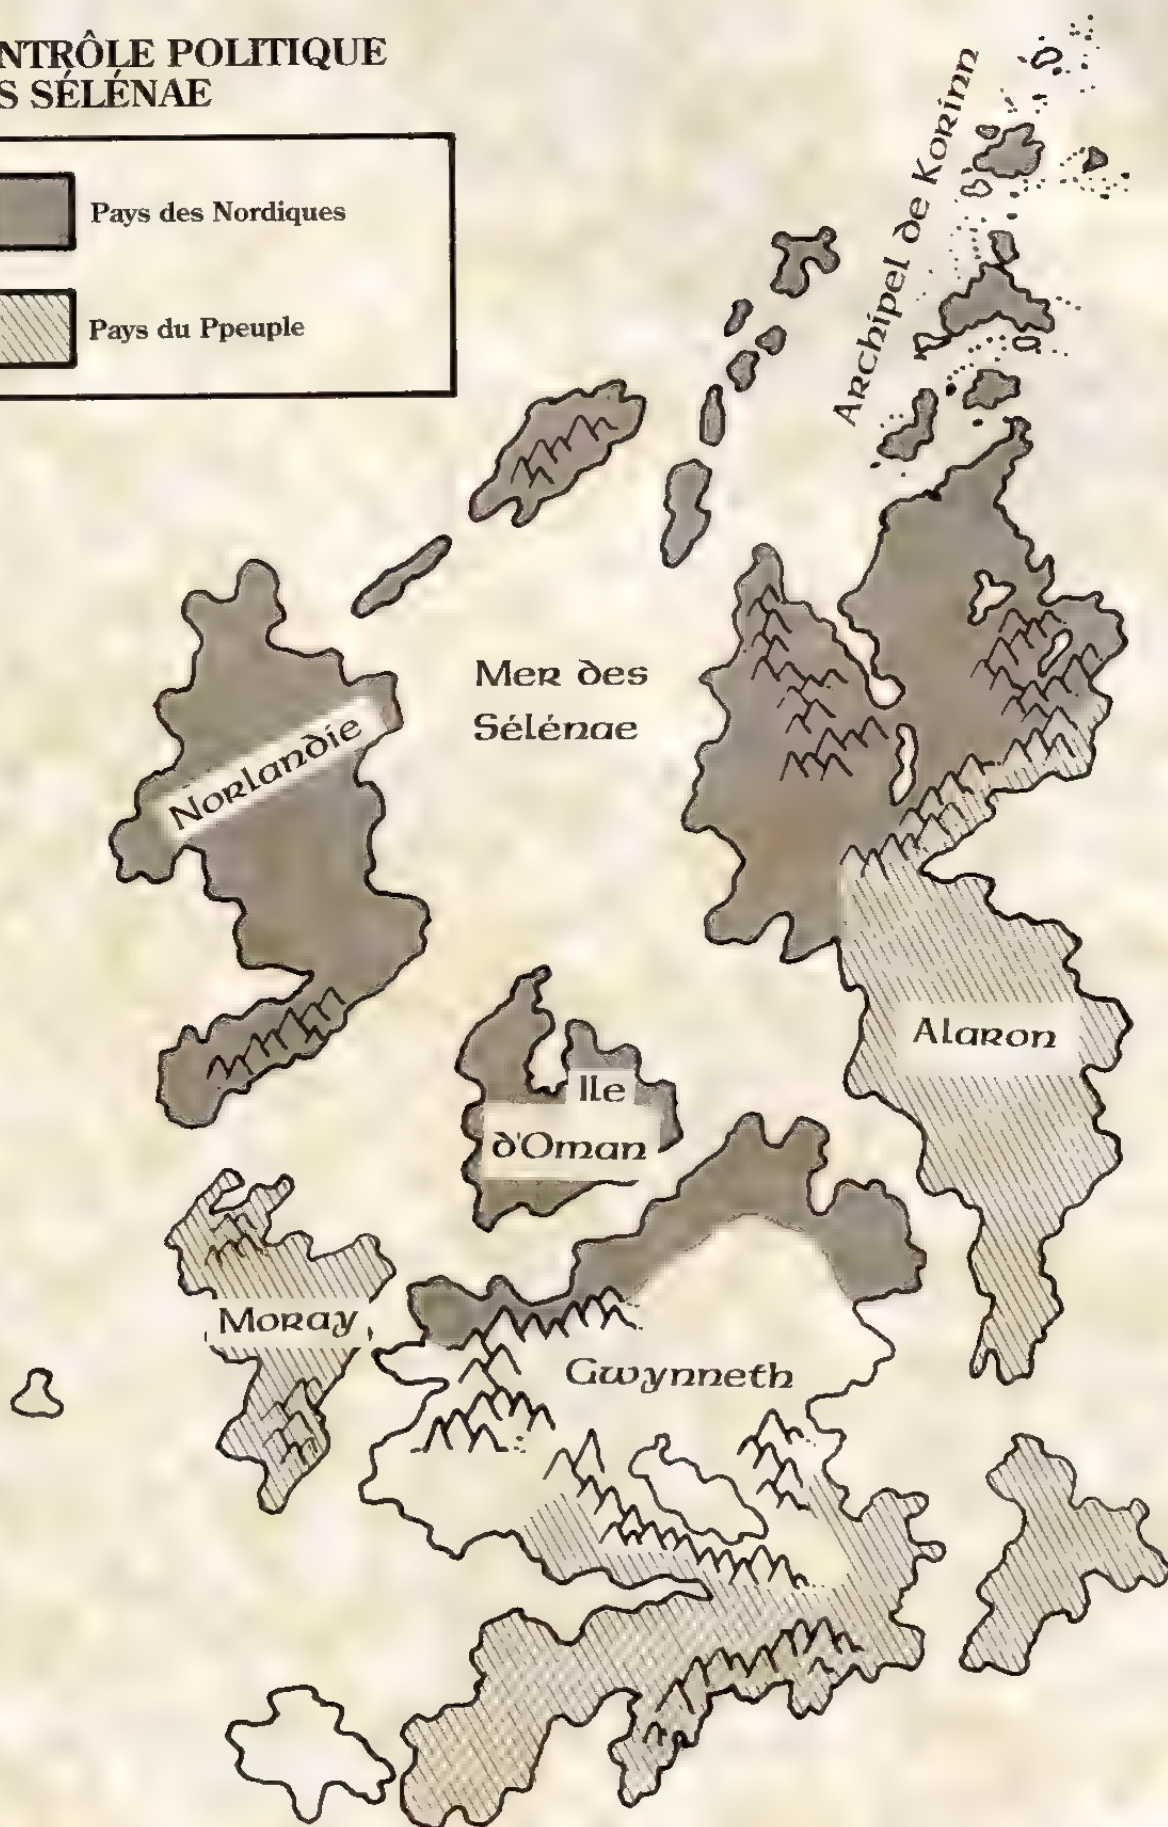 NTRÔLE POLITIQUE
S SÉLÉNAE
Pays des Nordiques
Pays du Ppeuple
Archipel de Korinn
Mer des
Sélénae
Norlandie
Alaron
Ile
d'Oman
Moray
Gwynneth